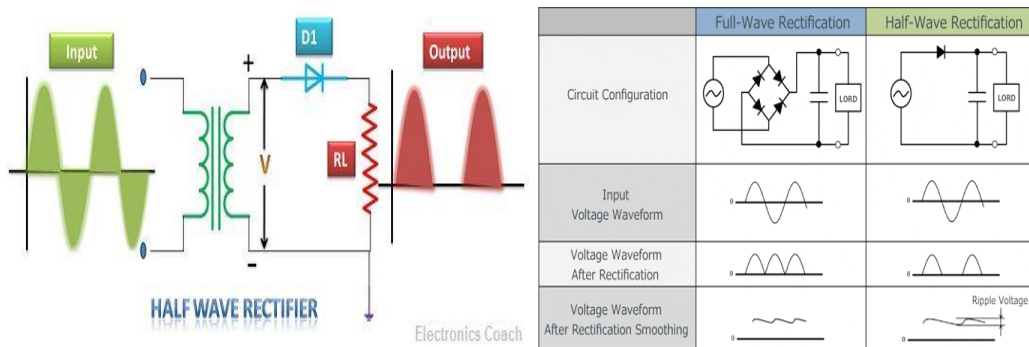 Input
D1
Output
+
V
RL
−
HALF WAVE RECTIFIER
Electronics Coach
Full-Wave Rectification
Half-Wave Rectification
Circuit Configuration
LORD
LORD
Input
Voltage Waveform
0
0
Voltage Waveform
After Rectification
0
0
Voltage Waveform
After Rectification Smoothing
0
Ripple Voltage
0